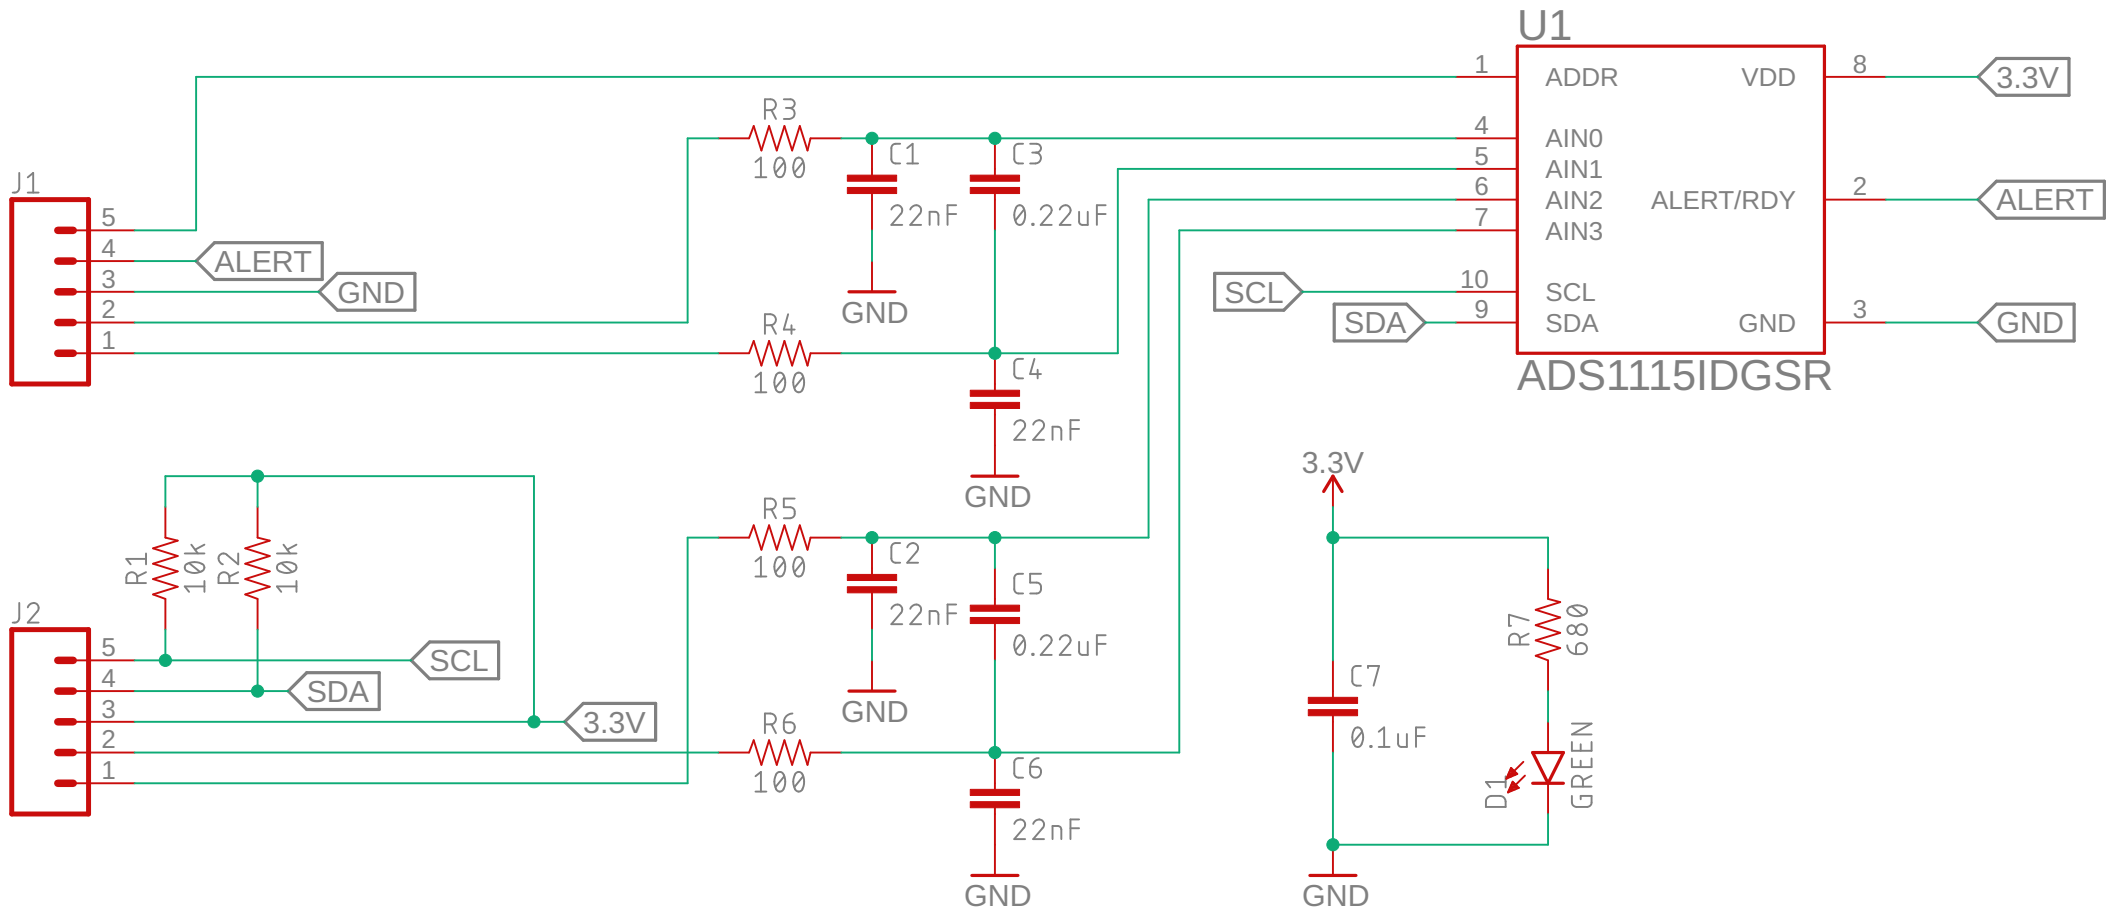 U1
1
ADDR
VDD
8
3.3V
R3
100
4
AIN0
C1
22nF
C3
0.22uF
5
AIN1
6
AIN2
ALERT/RDY
2
ALERT
7
AIN3
J1
5
4
ALERT
3
GND
2
1
GND
SCL
10
SCL
SDA
9
SDA
GND
3
GND
ADS1115IDGSR
R4
100
C4
22nF
GND
3.3V
R1
10k
R2
10k
R5
100
C2
22nF
C5
0.22uF
GND
J2
5
SCL
4
SDA
3
3.3V
2
1
R6
100
C6
22nF
GND
R7
680
C7
0.1uF
D1
GREEN
GND